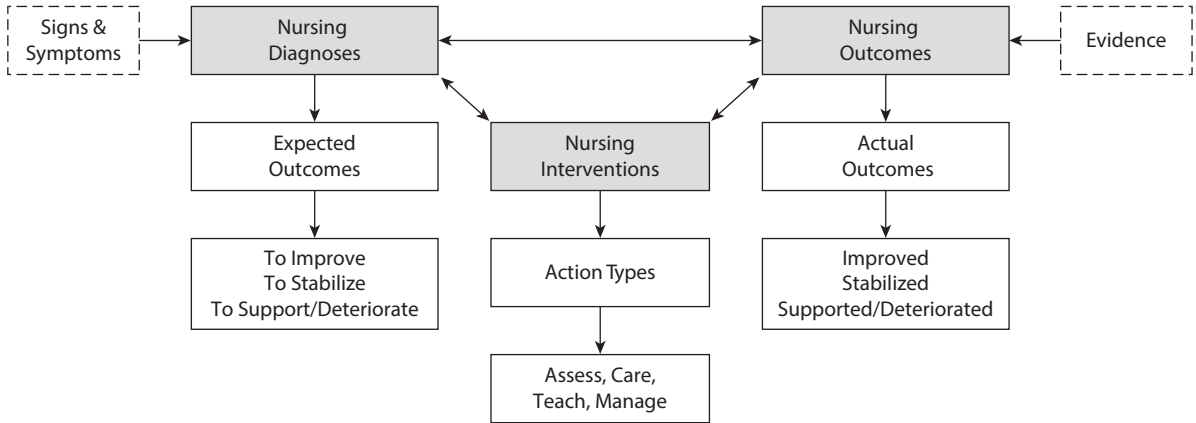 Signs &
Symptoms
Nursing
Diagnoses
Nursing
Outcomes
Evidence
Expected
Outcomes
Nursing
Interventions
Actual
Outcomes
To Improve
To Stabilize
To Support/Deteriorate
Action Types
Improved
Stabilized
Supported/Deteriorated
Assess, Care,
Teach, Manage